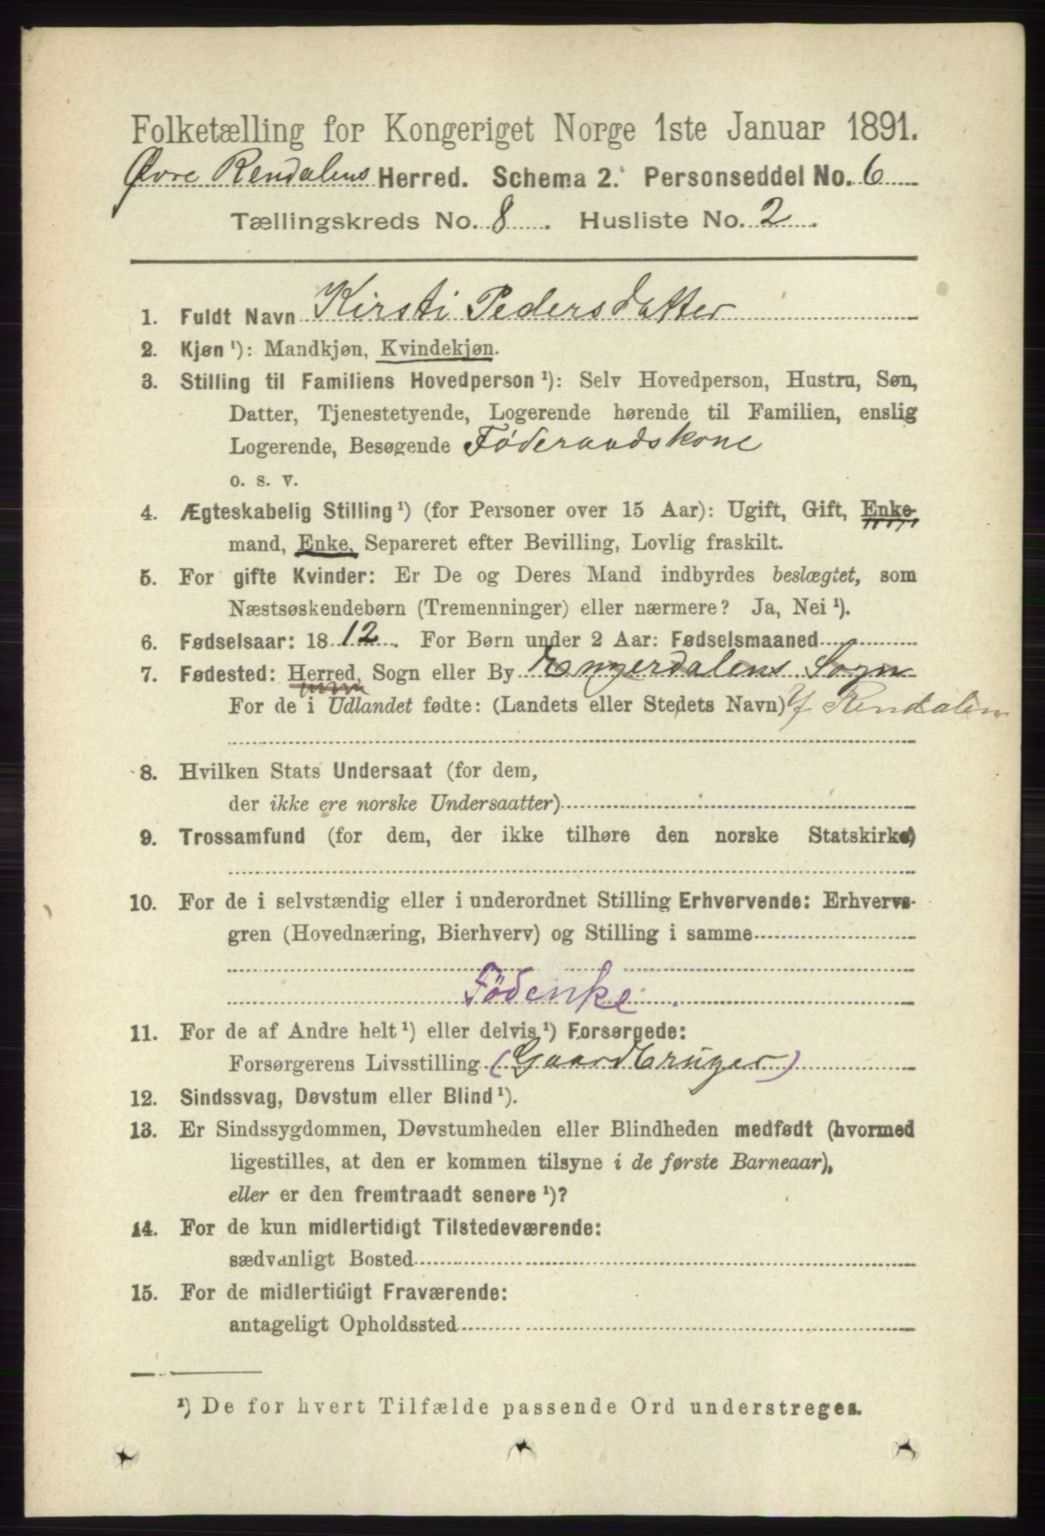 Folketælling for Kongeriget Norge 1ste Januar 1891.
Øvre Rendalens Herred. Schema 2. Personseddel No. 6
Tællingskreds No. 8. Husliste No. 2.
1. Fuldt Navn Kirsti Pedersdatter
2. Kjøn ¹): Mandkjøn, Kvindekjøn.
3. Stilling til Familiens Hovedperson ¹): Selv Hovedperson, Hustru, Søn,
Datter, Tjenestetyende, Logerende hørende til Familien, enslig
Logerende, Besøgende Føderaadskone
o. s. v.
4. Ægteskabelig Stilling ¹) (for Personer over 15 Aar): Ugift, Gift, Enke-
mand, Enke, Separeret efter Bevilling, Lovlig fraskilt.
5. For gifte Kvinder: Er De og Deres Mand indbyrdes beslægtet, som
Næstsøskendebørn (Tremenninger) eller nærmere? Ja, Nei ¹).
6. Fødselsaar: 1812. For Børn under 2 Aar: Fødselsmaaned
7. Fødested: Herred, Sogn eller By Engerdalens Sogn
For de i Udlandet fødte: (Landets eller Stedets Navn) Y. Rendalen
8. Hvilken Stats Undersaat (for dem,
der ikke ere norske Undersaatter)
9. Trossamfund (for dem, der ikke tilhøre den norske Statskirke)
10. For de i selvstændig eller i underordnet Stilling Erhvervende: Erhvervs-
gren (Hovednæring, Bierhverv) og Stilling i samme
Fødenke.
11. For de af Andre helt ¹) eller delvis ¹) Forsørgede:
Forsørgerens Livsstilling (Gaardbruger)
12. Sindssvag, Døvstum eller Blind ¹).
13. Er Sindssygdommen, Døvstumheden eller Blindheden medfødt (hvormed
ligestilles, at den er kommen tilsyne i de første Barneaar),
eller er den fremtraadt senere ¹)?
14. For de kun midlertidigt Tilstedeværende:
sædvanligt Bosted
15. For de midlertidigt Fraværende:
antageligt Opholdssted
¹) De for hvert Tilfælde passende Ord understreges.